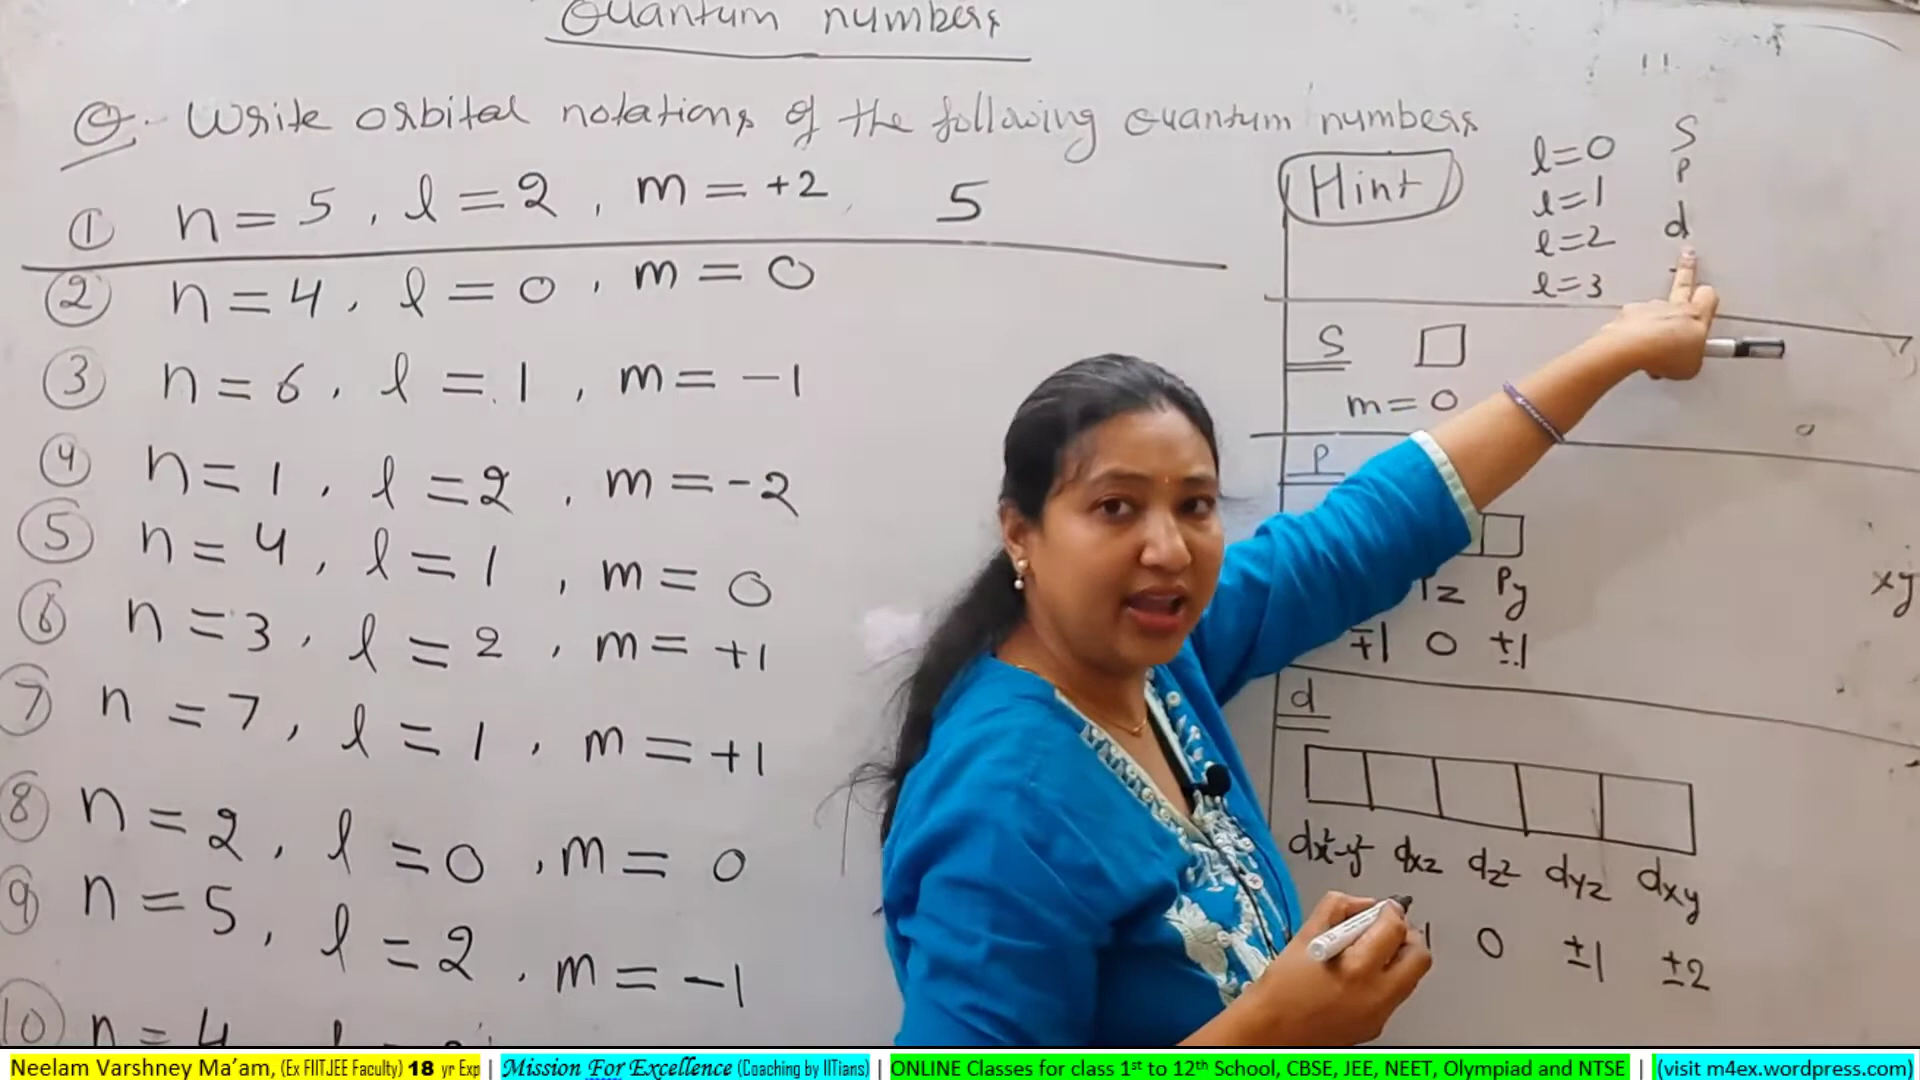 Quantum numbers
Q. Write orbital notations of the following Quantum numbers
① n = 5, l = 2, m = +2, 5
② n = 4, l = 0, m = 0
③ n = 6, l = 1, m = -1
④ n = 1, l = 2, m = -2
⑤ n = 4, l = 1, m = 0
⑥ n = 3, l = 2, m = +1
⑦ n = 7, l = 1, m = +1
⑧ n = 2, l = 0, m = 0
⑨ n = 5, l = 2, m = -1
⑩ n = 4
Hint
l=0 S
l=1 P
l=2 d
l=3
S
m = 0
P
Pz Py
∓1 0 ±1
xy
d
dx²-y² dxz dz² dyz dxy
1 0 ±1 ±2
Neelam Varshney Ma'am, (Ex FIITJEE Faculty) 18 yr Exp | Mission For Excellence (Coaching by IITians) | ONLINE Classes for class 1st to 12th School, CBSE, JEE, NEET, Olympiad and NTSE | (visit m4ex.wordpress.com)